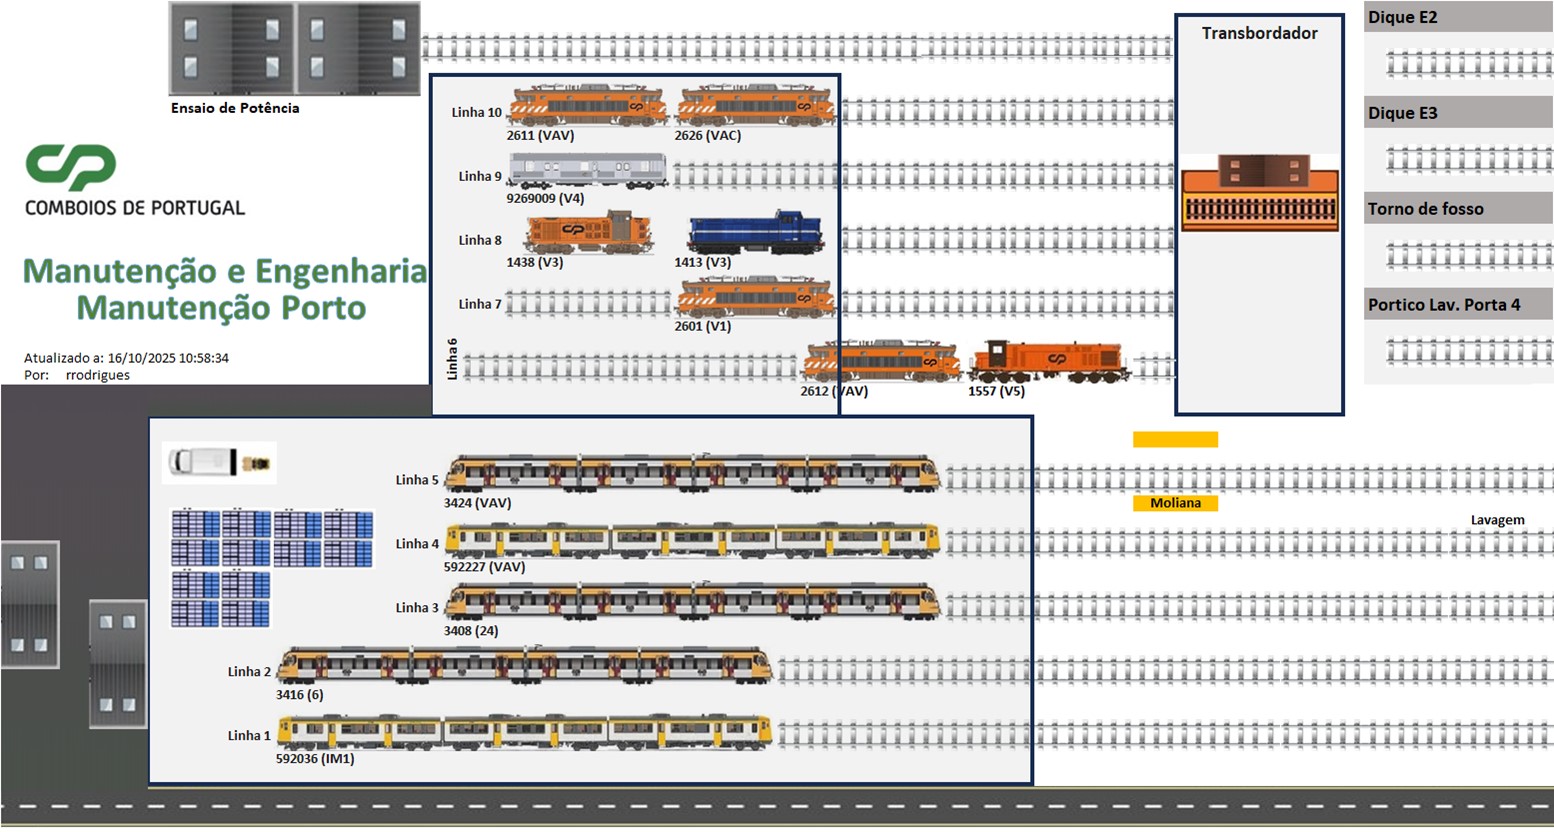 Ensaio de Potência
CP
COMBOIOS DE PORTUGAL
Manutenção e Engenharia
Manutenção Porto
Atualizado a: 16/10/2025 10:58:34
Por: rrodrigues
Linha 10
2611 (VAV)
2626 (VAC)
Linha 9
9269009 (V4)
Linha 8
1438 (V3)
1413 (V3)
Linha 7
2601 (V1)
Linha 6
2612 (VAV)
1557 (V5)
Transbordador
Dique E2
Dique E3
Torno de fosso
Portico Lav. Porta 4
Linha 5
3424 (VAV)
Moliana
Lavagem
Linha 4
592227 (VAV)
Linha 3
3408 (24)
Linha 2
3416 (6)
Linha 1
592036 (IM1)